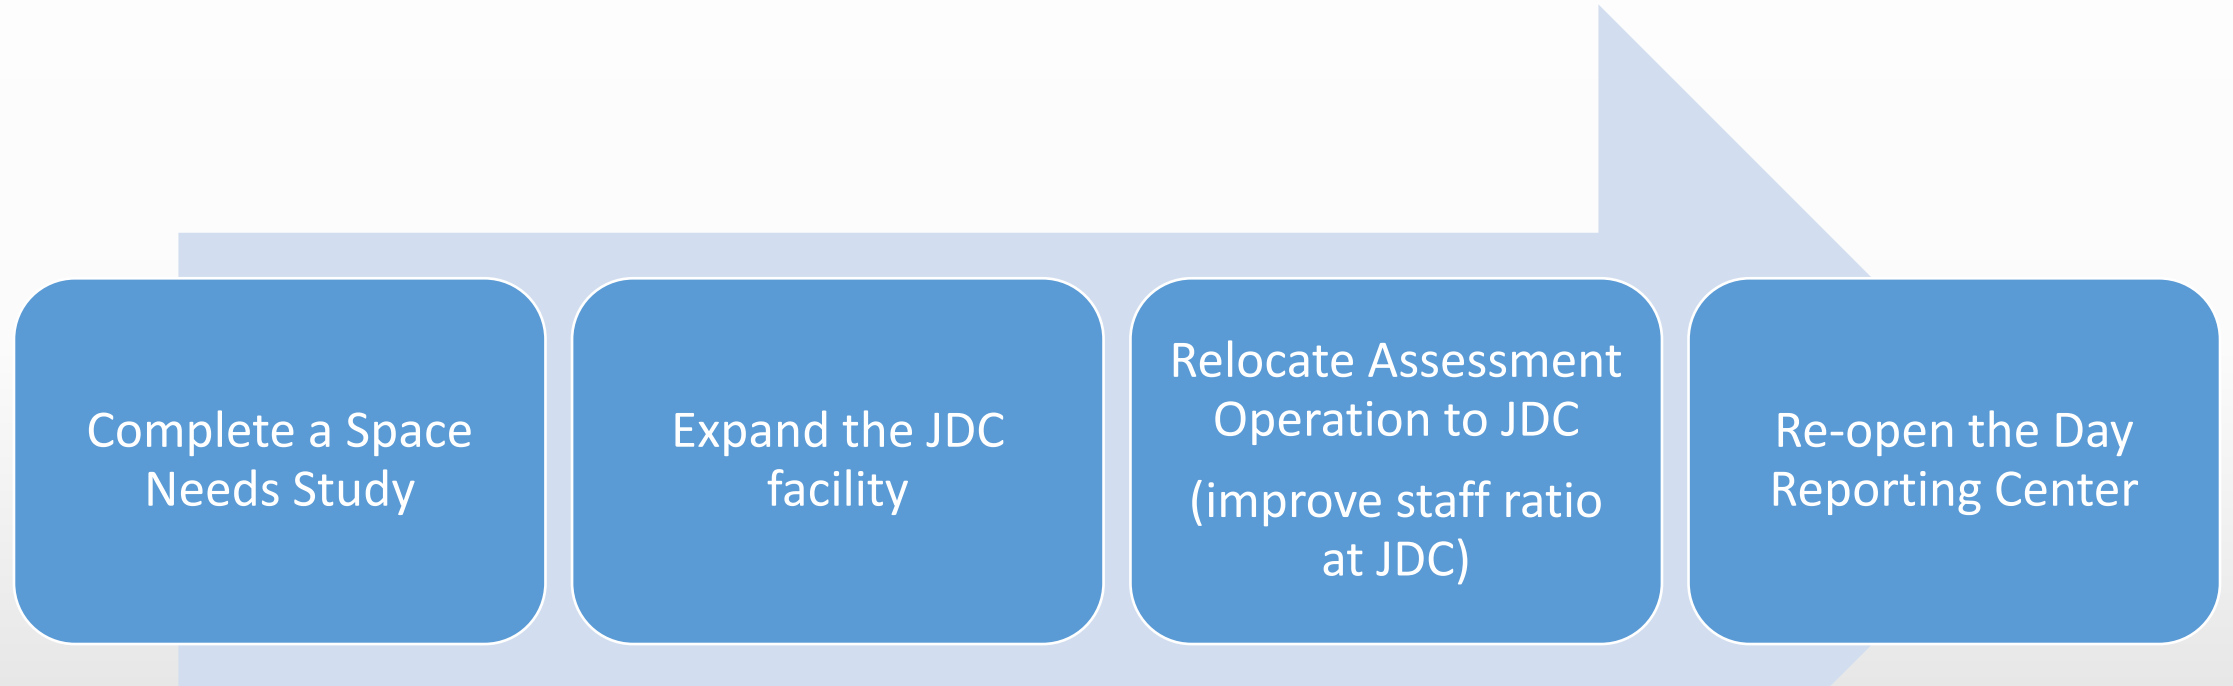 Complete a Space
Needs Study
Expand the JDC
facility
Relocate Assessment
Operation to JDC
(improve staff ratio
at JDC)
Re-open the Day
Reporting Center